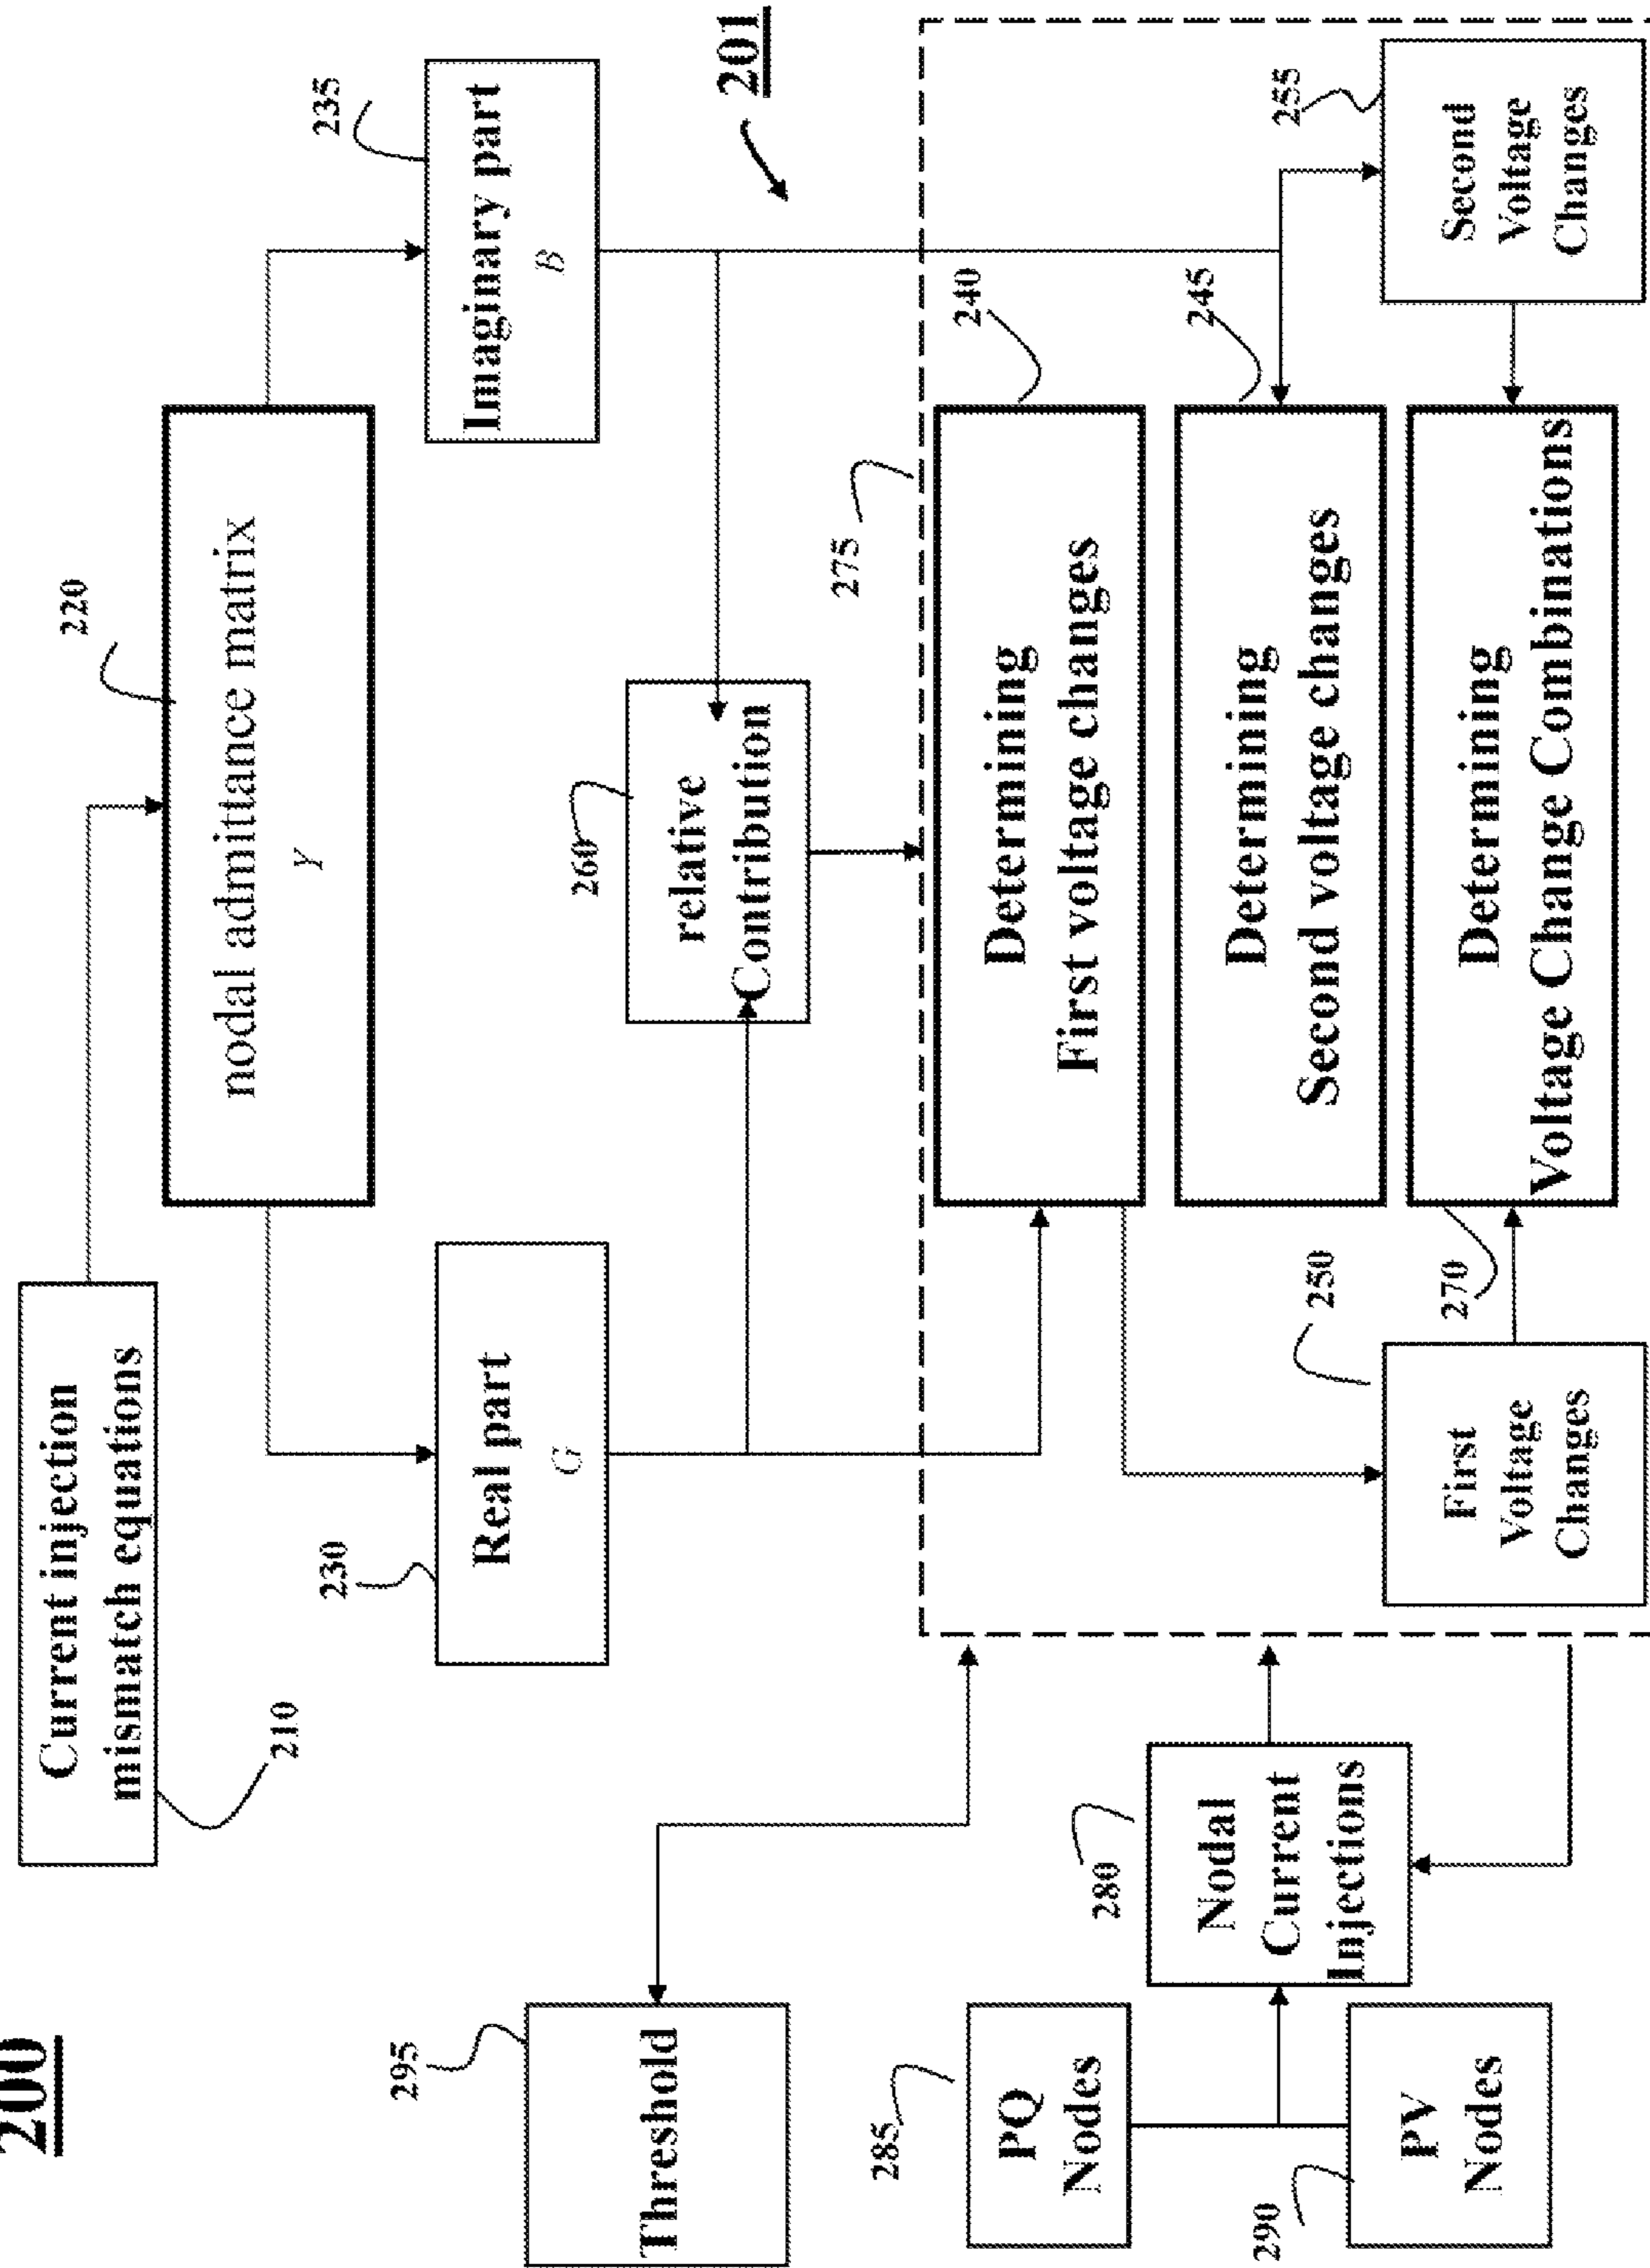 200
Current injection
mismatch equations
210
220
nodal admittance matrix
Y
230
Real part
G
235
Imaginary part
B
201
260
relative
Contribution
275
295
Threshold
240
Determining
First voltage changes
245
Determining
Second voltage changes
270
Determining
Voltage Change Combinations
250
First
Voltage
Changes
255
Second
Voltage
Changes
280
Nodal
Current
Injections
285
PQ
Nodes
290
PV
Nodes